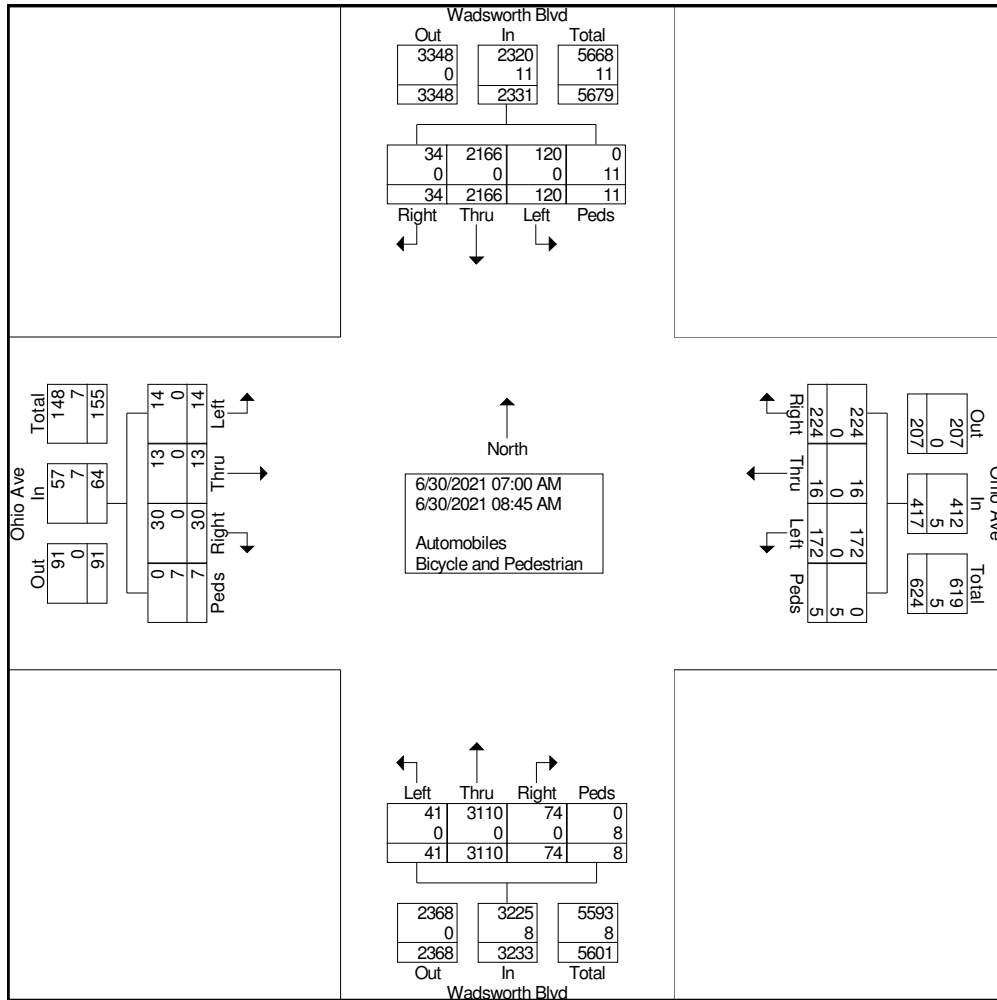 Wadsworth Blvd
Out In Total
3348 2320 5668
0 11 11
3348 2331 5679
34 2166 120 0
0 0 0 11
34 2166 120 11
Right Thru Left Peds
Ohio Ave
Total In Out
148 57 91
7 7 0
155 64 91
14 13 30 0
0 0 0 7
14 13 30 7
Left Thru Right Peds
North
6/30/2021 07:00 AM
6/30/2021 08:45 AM
Automobiles
Bicycle and Pedestrian
Right Thru Left Peds
224 16 172 0
0 0 0 5
224 16 172 5
Out In Total
207 412 619
0 5 5
207 417 624
Ohio Ave
Left Thru Right Peds
41 3110 74 0
0 0 0 8
41 3110 74 8
2368 3225 5593
0 8 8
2368 3233 5601
Out In Total
Wadsworth Blvd